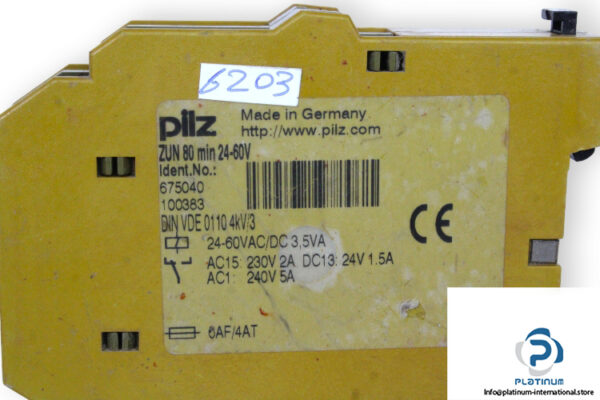 6203
pilz
Made in Germany
http://www.pilz.com
ZUN 80 min 24-60V
Ident.No.:
675040
100383
DIN VDE 0110 4kV/3
24-60VAC/DC 3,5VA
AC15: 230V 2A DC13: 24V 1.5A
AC1: 240V 5A
6AF/4AT
CE
PLATINUM
Info@platinum-international.store